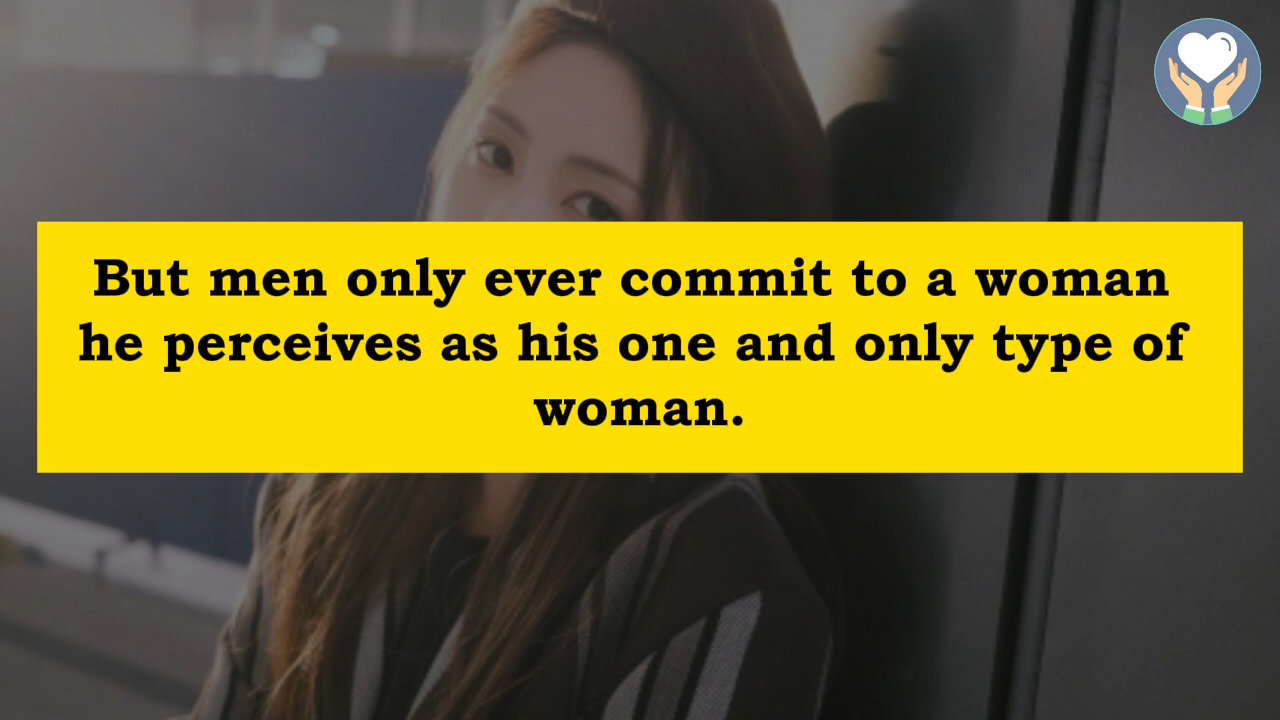 But men only ever commit to a woman
he perceives as his one and only type of
woman.